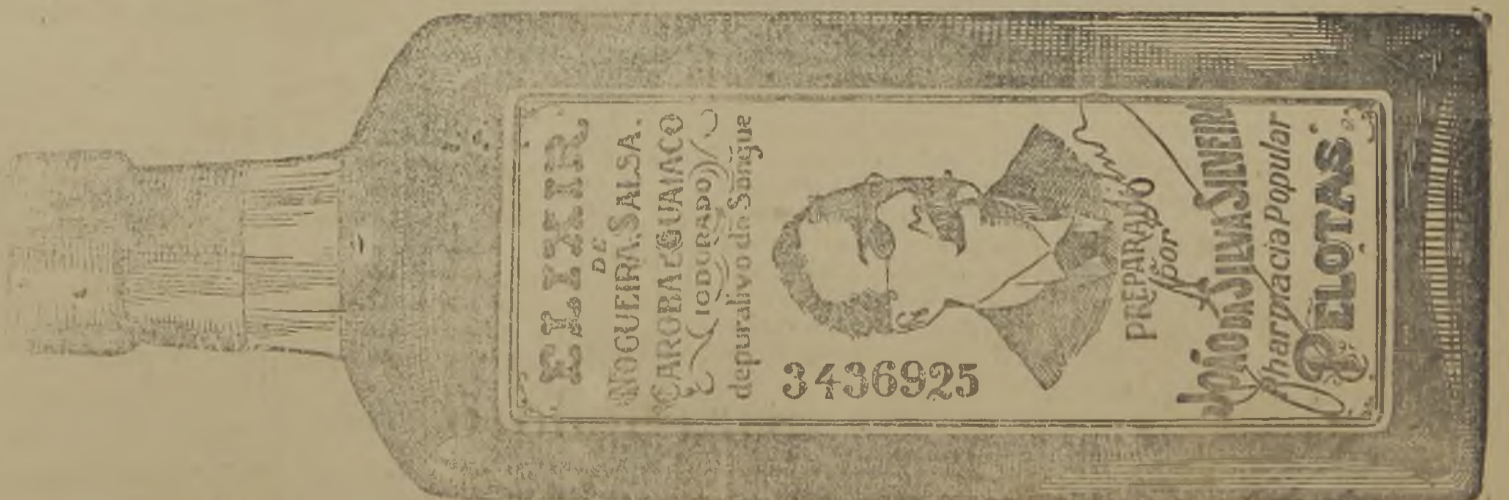 ELIXIR
DE
NOGUEIRA, SALSA.
CAROBA E GUAIACO
(IODURADO)
depurativo do Sangue
3436925
PREPARADO
por
JOÃO DA SILVA SILVEIRA
Pharmacia Popular
PELOTAS